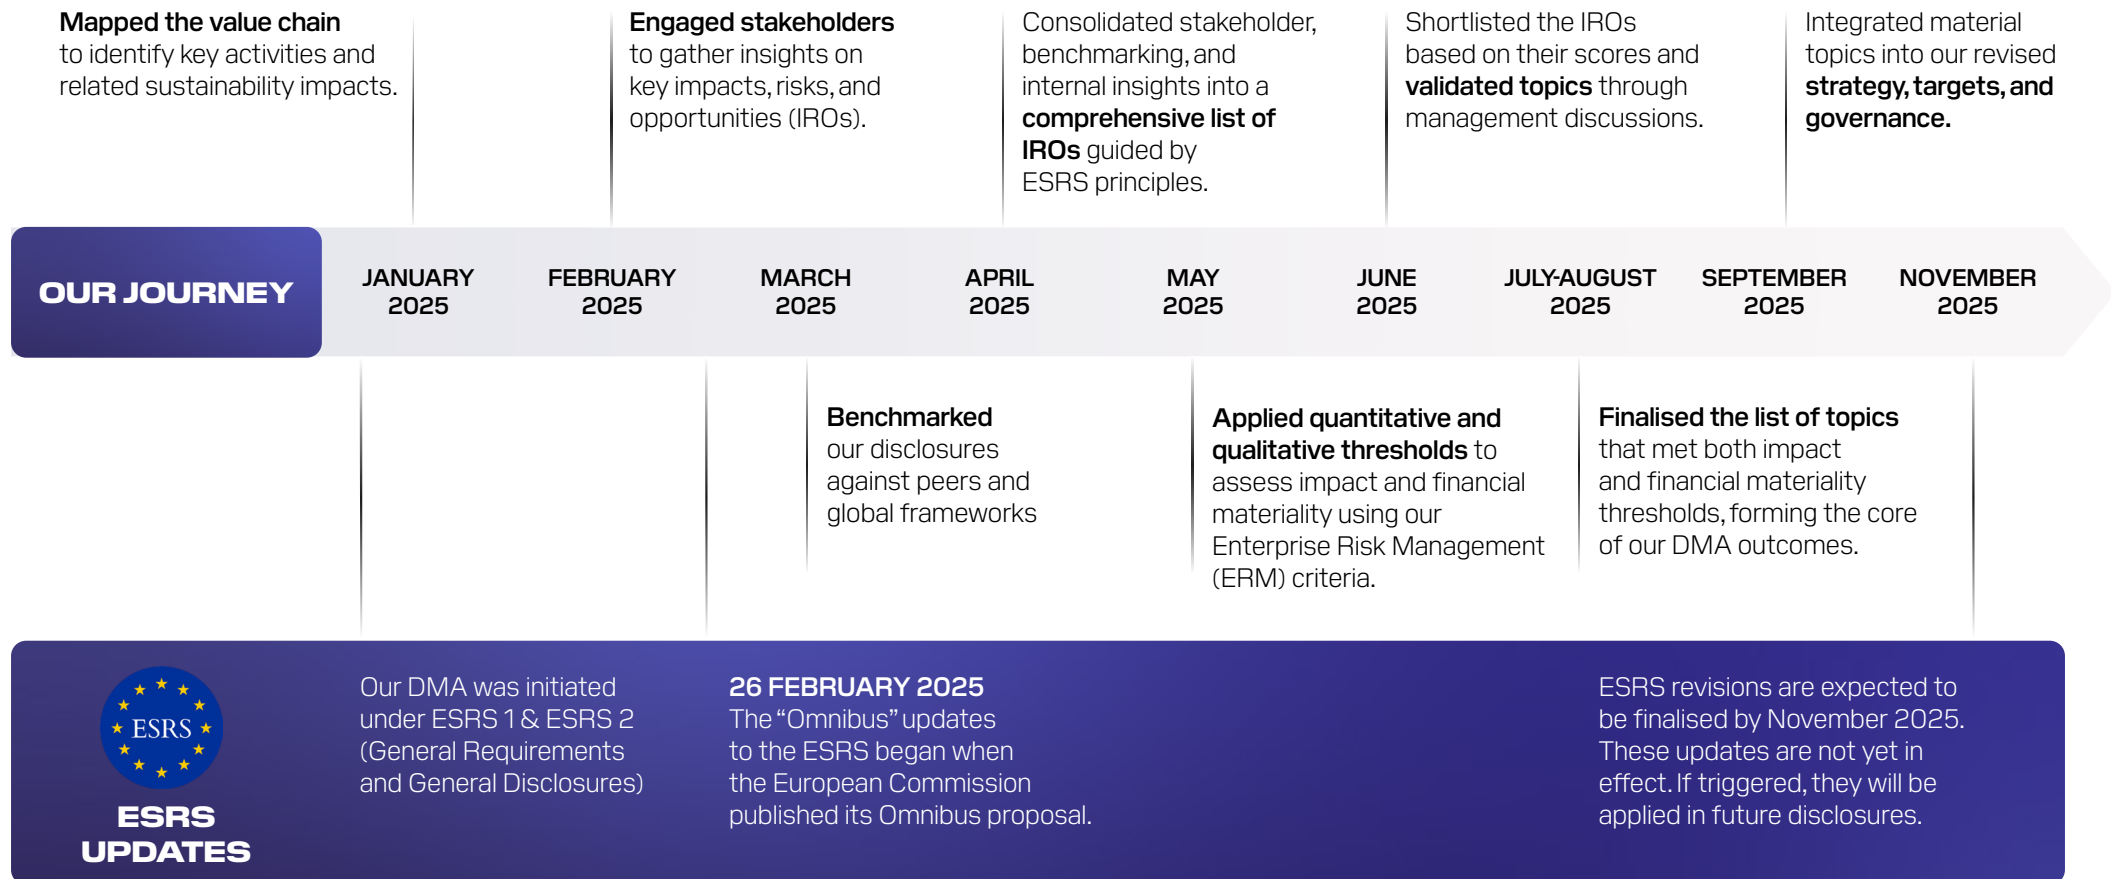 Mapped the value chain
to identify key activities and
related sustainability impacts.
Engaged stakeholders
to gather insights on
key impacts, risks, and
opportunities (IROs).
Consolidated stakeholder,
benchmarking, and
internal insights into a
comprehensive list of
IROs guided by
ESRS principles.
Shortlisted the IROs
based on their scores and
validated topics through
management discussions.
Integrated material
topics into our revised
strategy, targets, and
governance.
OUR JOURNEY
JANUARY
2025
FEBRUARY
2025
MARCH
2025
APRIL
2025
MAY
2025
JUNE
2025
JULY-AUGUST
2025
SEPTEMBER
2025
NOVEMBER
2025
Benchmarked
our disclosures
against peers and
global frameworks
Applied quantitative and
qualitative thresholds to
assess impact and financial
materiality using our
Enterprise Risk Management
(ERM) criteria.
Finalised the list of topics
that met both impact
and financial materiality
thresholds, forming the core
of our DMA outcomes.
ESRS
ESRS
UPDATES
Our DMA was initiated
under ESRS 1 & ESRS 2
(General Requirements
and General Disclosures)
26 FEBRUARY 2025
The “Omnibus” updates
to the ESRS began when
the European Commission
published its Omnibus proposal.
ESRS revisions are expected to
be finalised by November 2025.
These updates are not yet in
effect. If triggered, they will be
applied in future disclosures.